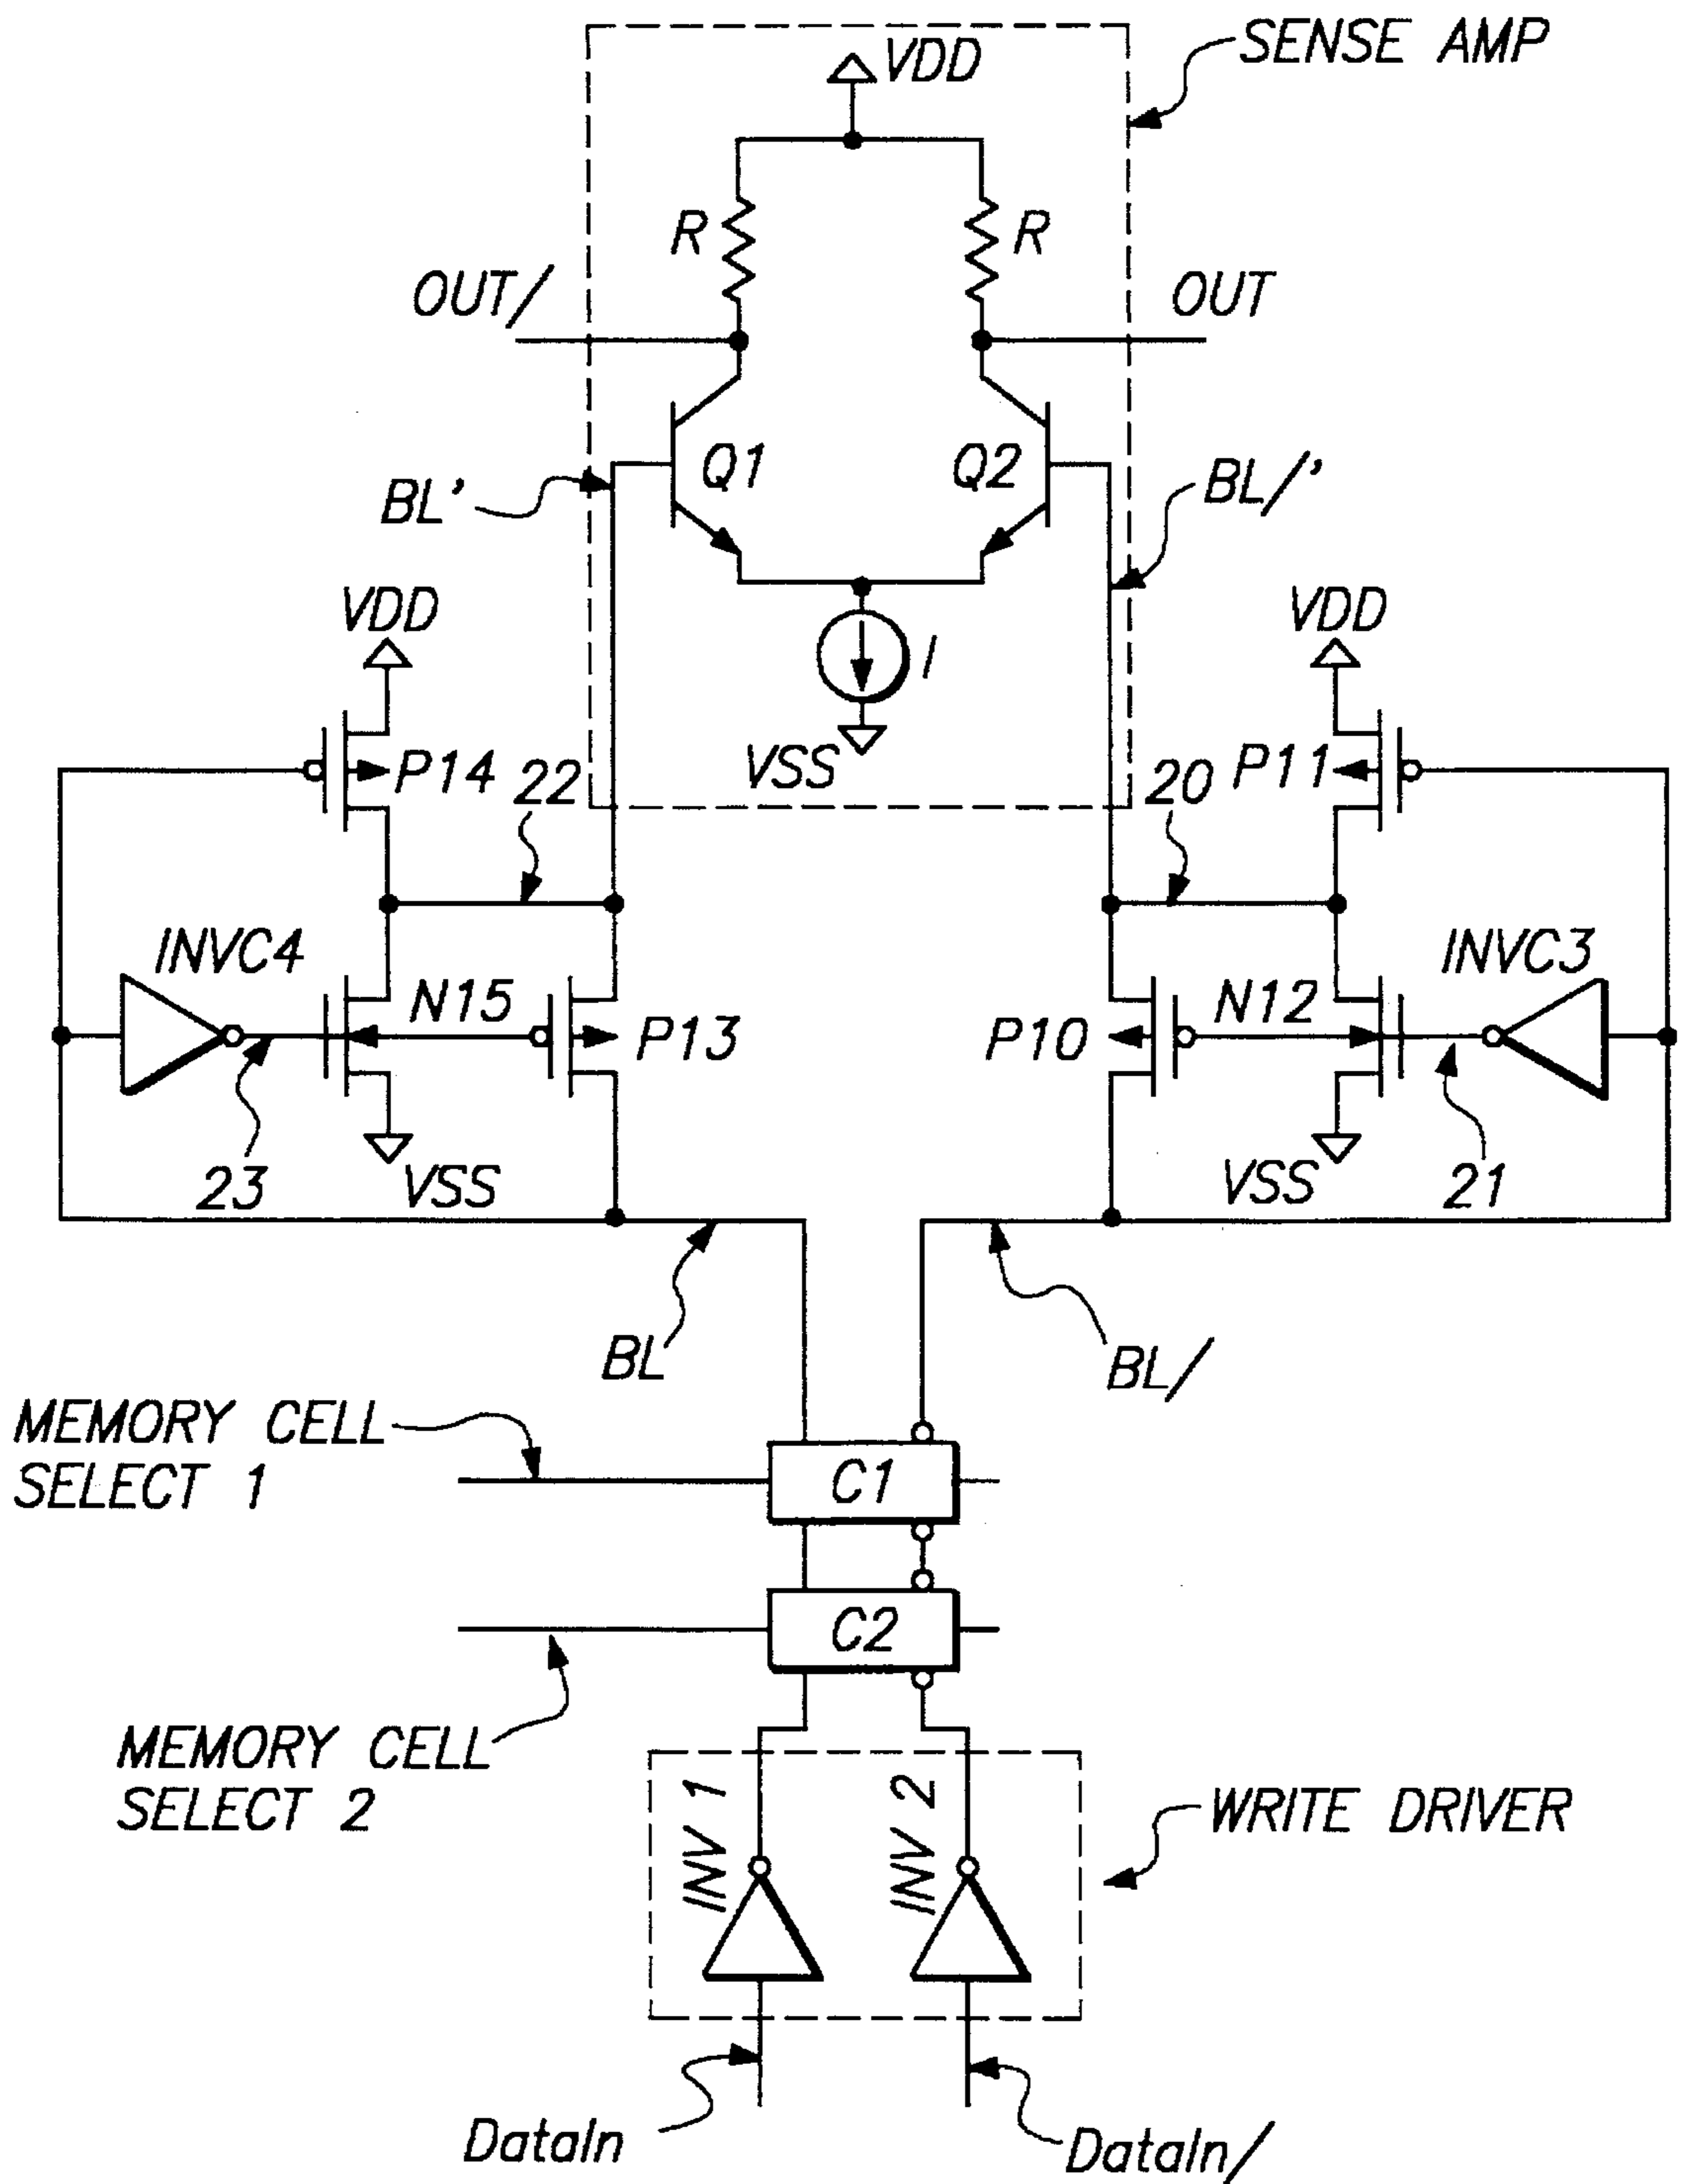 SENSE AMP
VDD
R
R
OUT/
OUT
Q1
Q2
BL'
BL/'
I
VDD
VDD
VSS
P14
22
20
P11
INVC4
N15
P13
P10
N12
INVC3
23
VSS
VSS
21
BL
BL/
MEMORY CELL
SELECT 1
C1
C2
MEMORY CELL
SELECT 2
INV 1
INV 2
WRITE DRIVER
DataIn
DataIn/